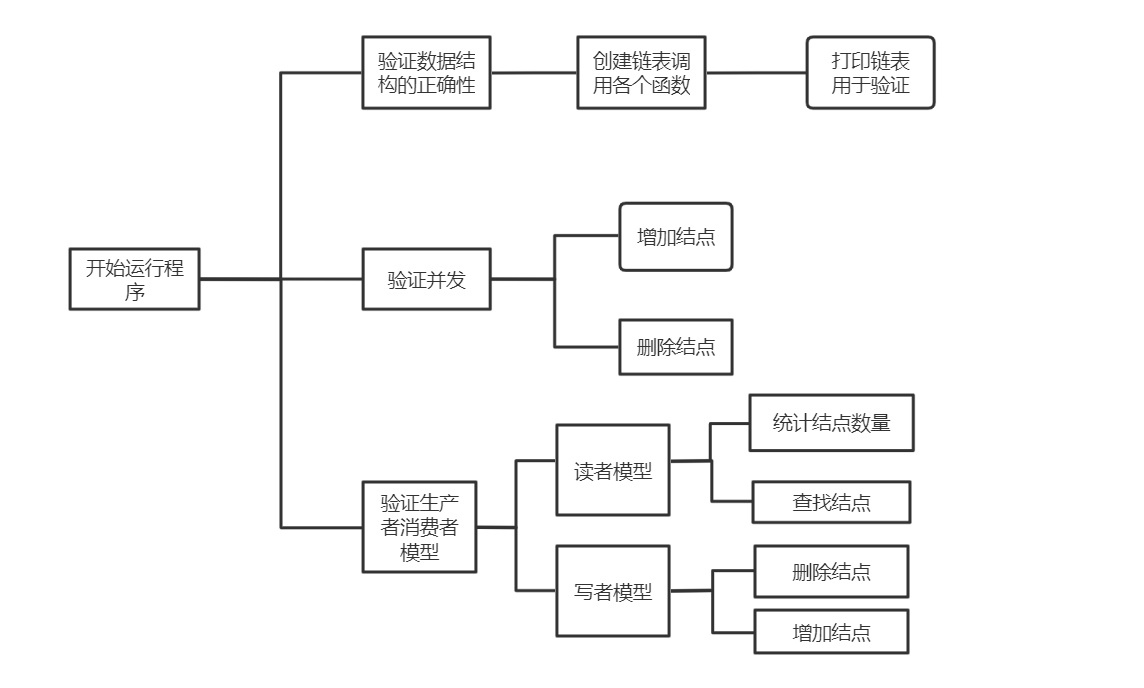 验证数据结
构的正确性
创建链表调
用各个函数
打印链表
用于验证
开始运行程
序
验证并发
增加结点
删除结点
验证生产
者消费者
模型
读者模型
统计结点数量
查找结点
写者模型
删除结点
增加结点